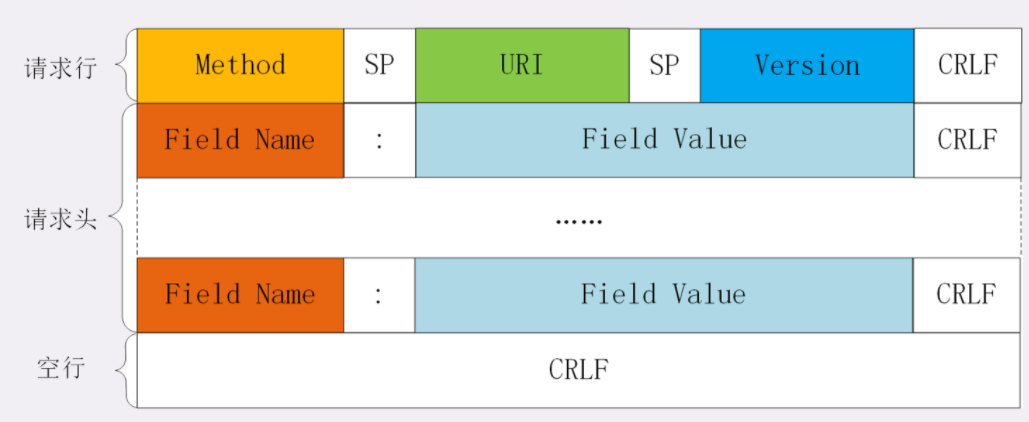 请求行 Method SP URI SP Version CRLF
Field Name : Field Value CRLF
请求头 ……
Field Name : Field Value CRLF
空行 CRLF